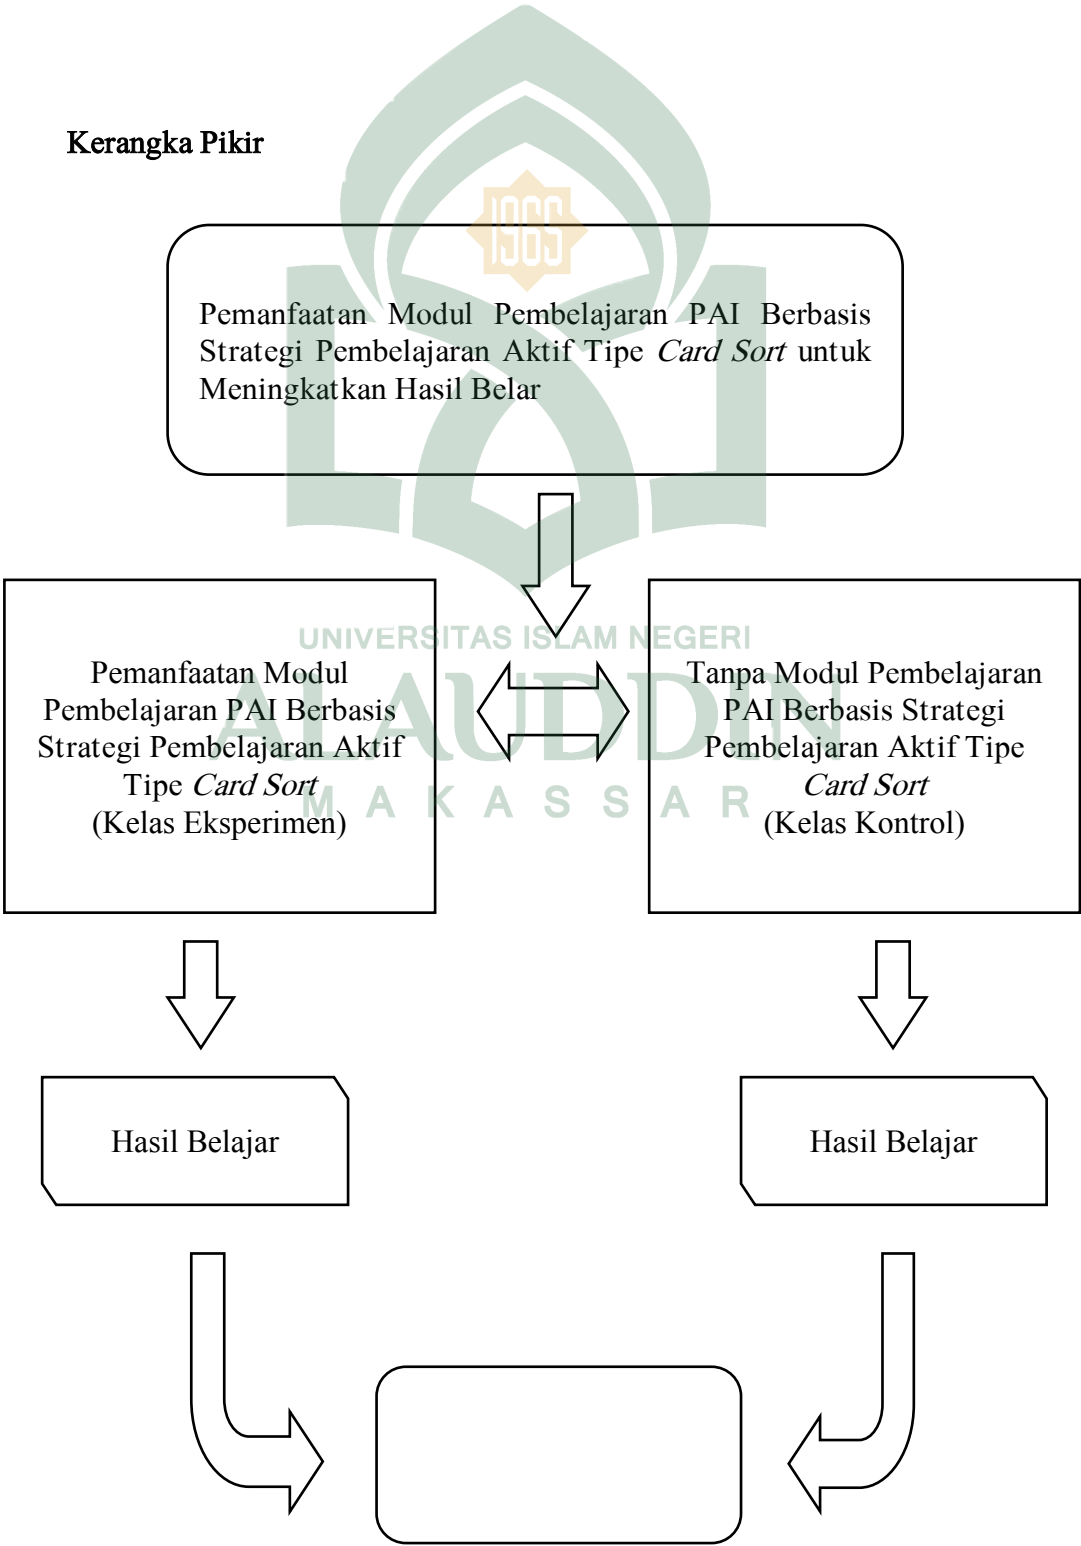 Kerangka Pikir
1965
Pemanfaatan Modul Pembelajaran PAI Berbasis
Strategi Pembelajaran Aktif Tipe Card Sort untuk
Meningkatkan Hasil Belar
UNIVERSITAS ISLAM NEGERI
ALAUDDIN
MAKASSAR
Pemanfaatan Modul
Pembelajaran PAI Berbasis
Strategi Pembelajaran Aktif
Tipe Card Sort
(Kelas Eksperimen)
Tanpa Modul Pembelajaran
PAI Berbasis Strategi
Pembelajaran Aktif Tipe
Card Sort
(Kelas Kontrol)
Hasil Belajar
Hasil Belajar